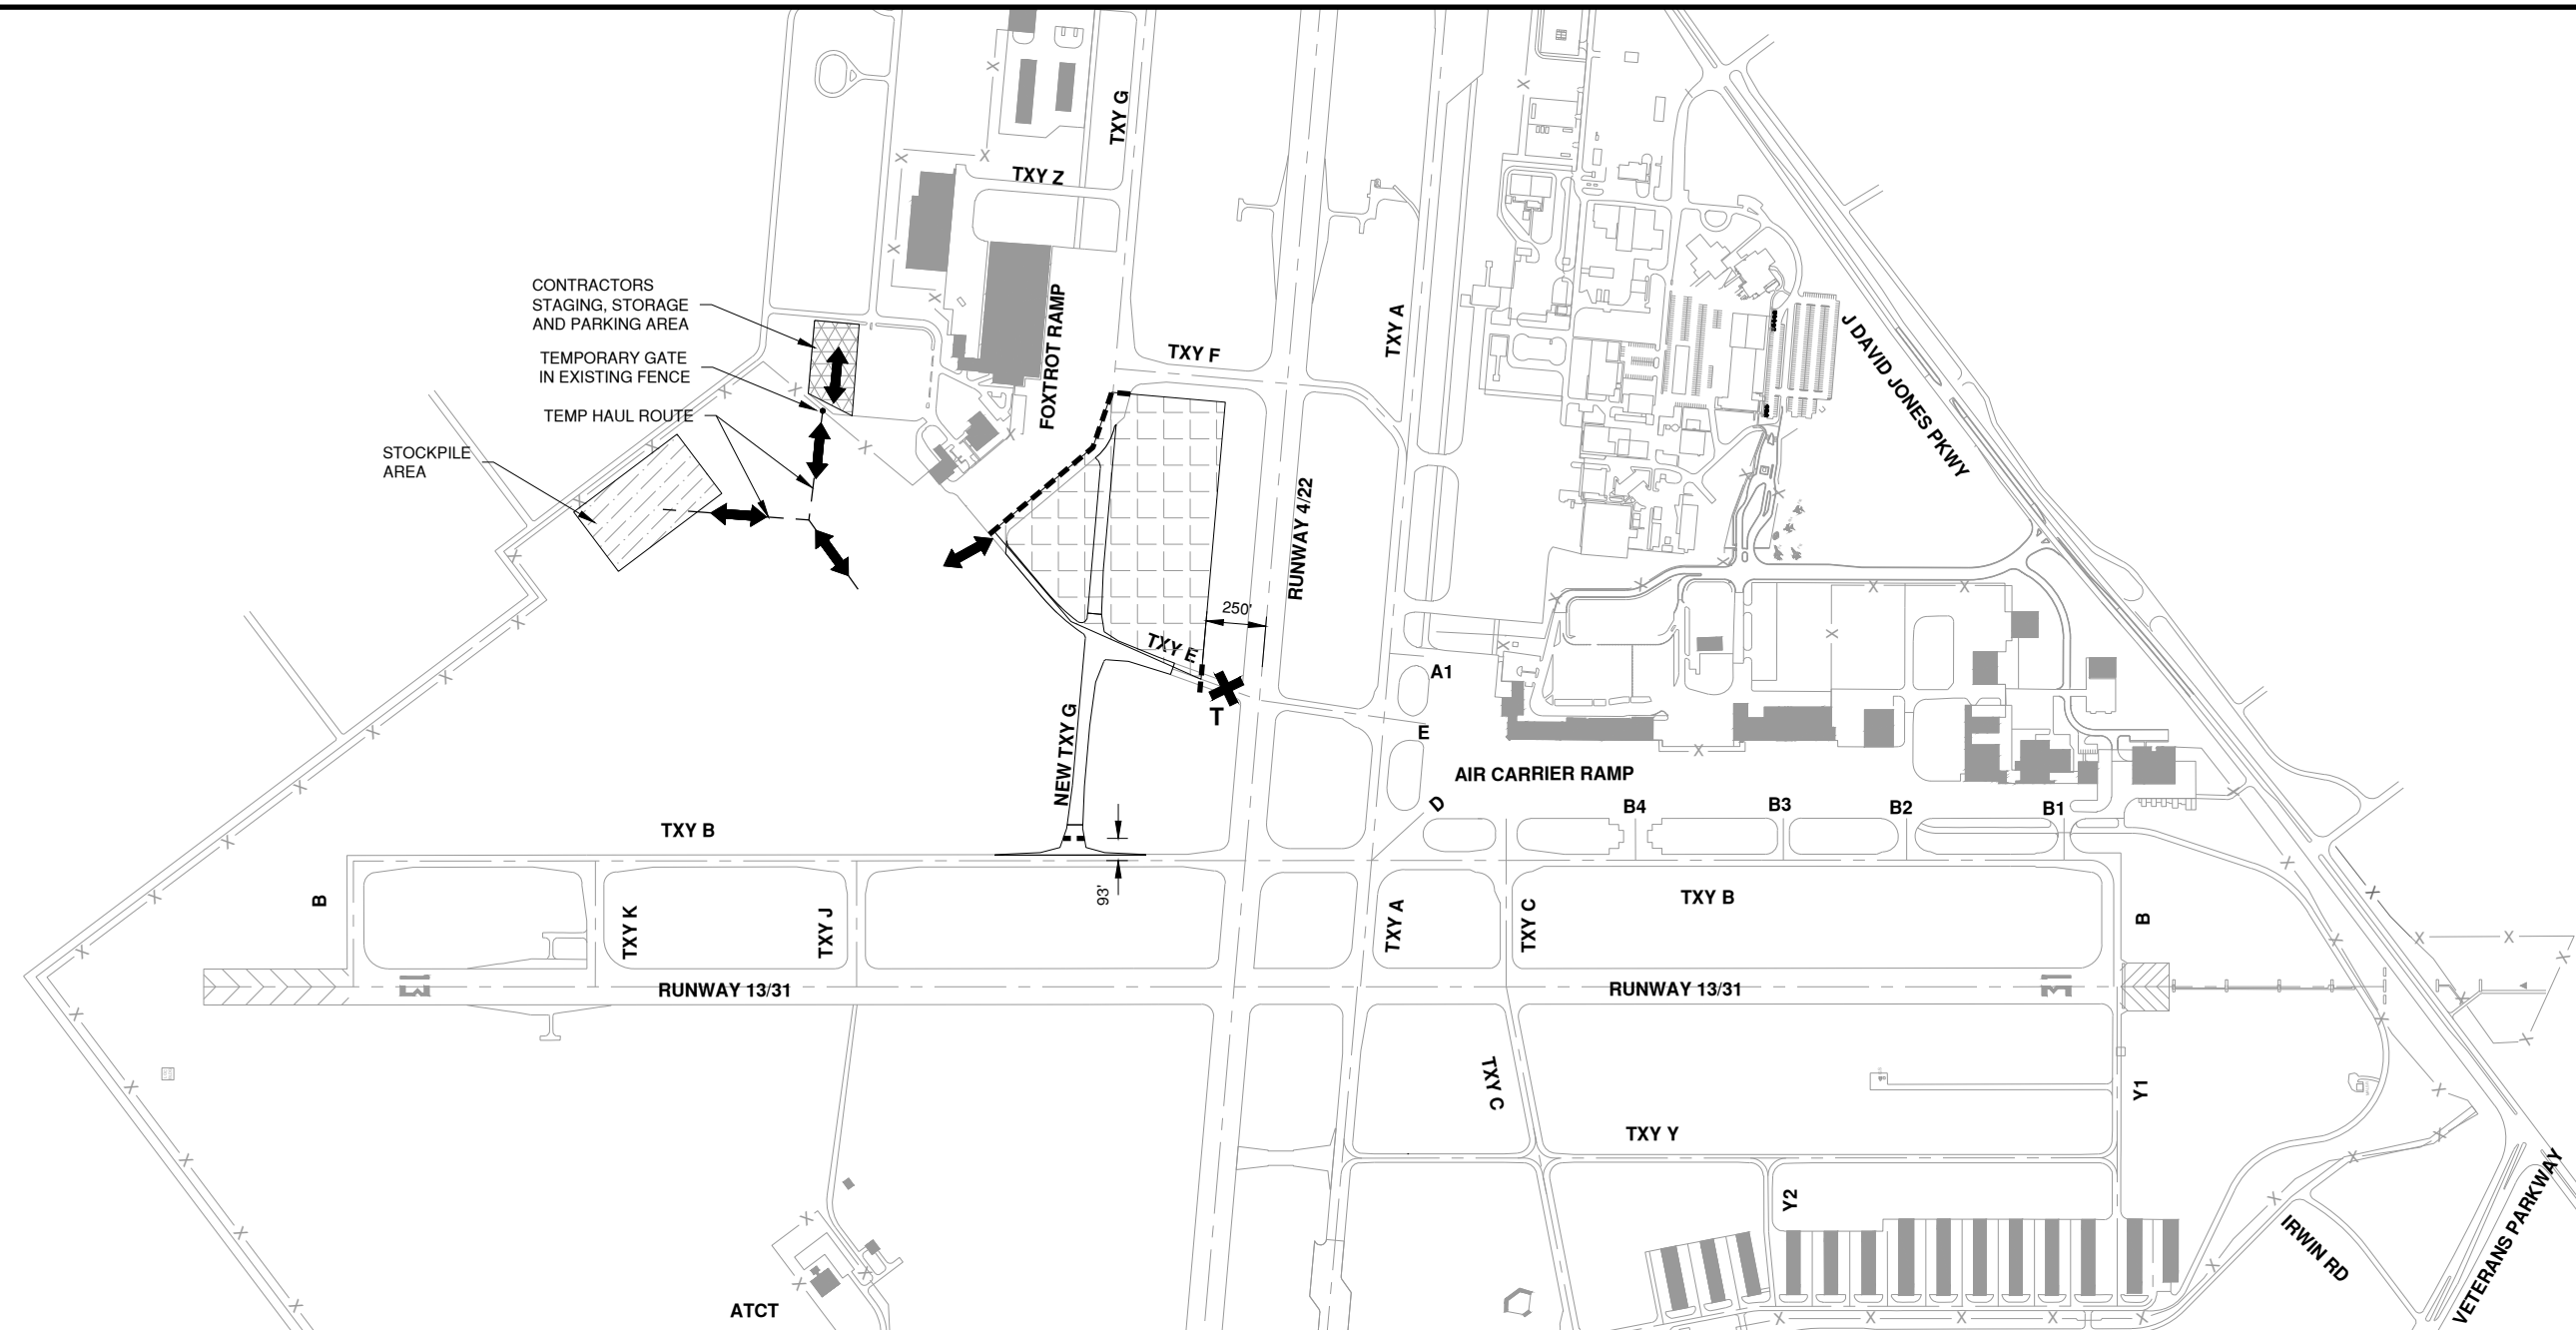 TXY G
TXY Z
CONTRACTORS
STAGING, STORAGE
AND PARKING AREA
FOXTROT RAMP
TXY F
TXY A
J DAVID JONES PKWY
TEMPORARY GATE
IN EXISTING FENCE
TEMP HAUL ROUTE
STOCKPILE
AREA
RUNWAY 4/22
250'
TXY E
A1
T
E
NEW TXY G
AIR CARRIER RAMP
D
B4
B3
B2
B1
TXY B
93'
B
TXY K
TXY J
TXY A
TXY C
TXY B
B
13
RUNWAY 13/31
RUNWAY 13/31
31
TXY C
Y1
TXY Y
Y2
IRWIN RD
VETERANS PARKWAY
ATCT